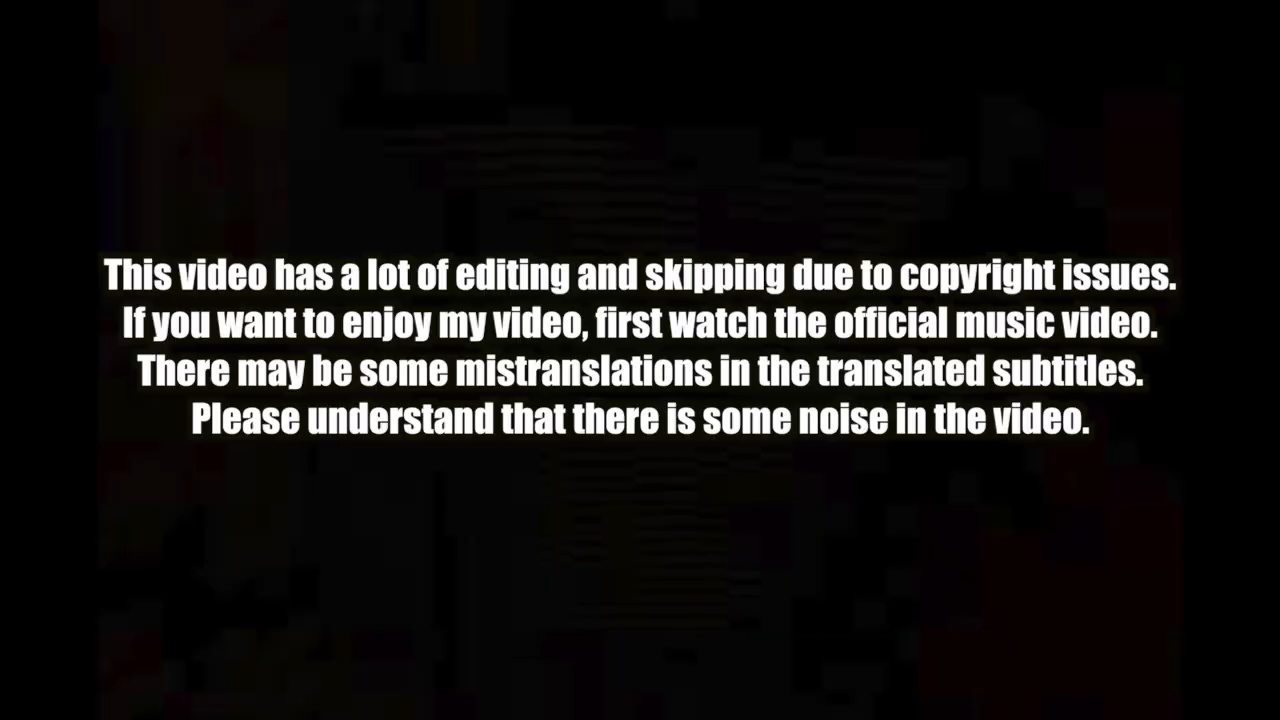 This video has a lot of editing and skipping due to copyright issues.
If you want to enjoy my video, first watch the official music video.
There may be some mistranslations in the translated subtitles.
Please understand that there is some noise in the video.